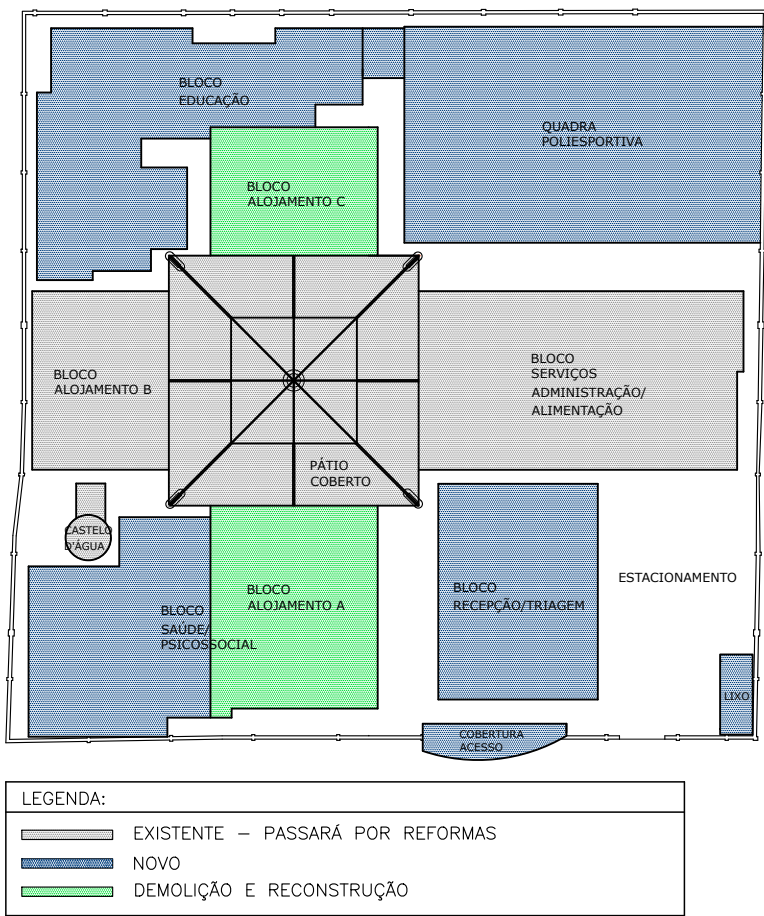 BLOCO
EDUCAÇÃO
QUADRA
POLIESPORTIVA
BLOCO
ALOJAMENTO C
BLOCO
ALOJAMENTO B
BLOCO
SERVIÇOS
ADMINISTRAÇÃO/
ALIMENTAÇÃO
PÁTIO
COBERTO
CASTELO
D'ÁGUA
BLOCO
ALOJAMENTO A
BLOCO
SAÚDE/
PSICOSSOCIAL
BLOCO
RECEPÇÃO/TRIAGEM
ESTACIONAMENTO
LIXO
COBERTURA
ACESSO
LEGENDA:
EXISTENTE – PASSARÁ POR REFORMAS
NOVO
DEMOLIÇÃO E RECONSTRUÇÃO